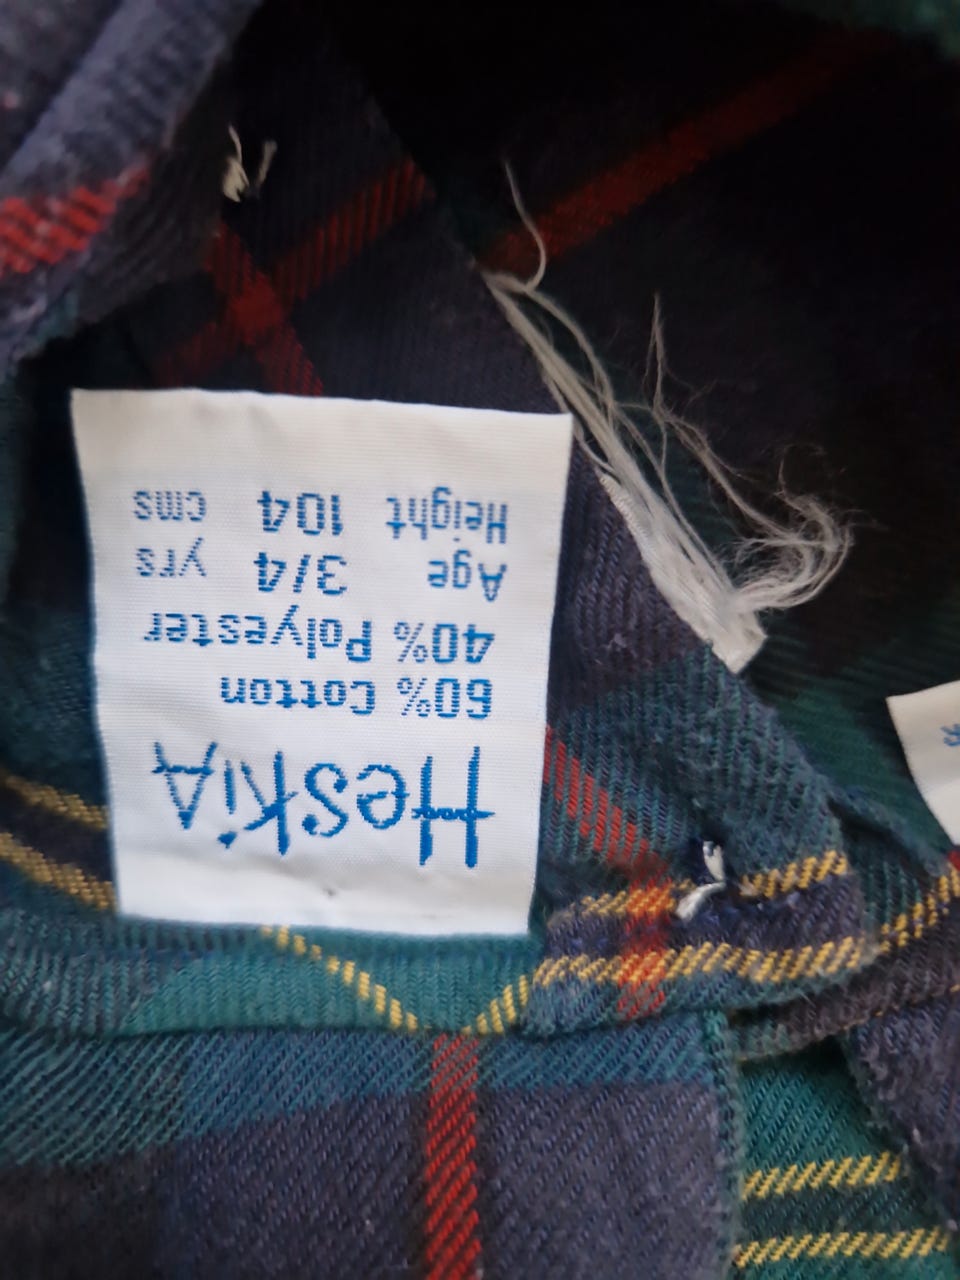 HeskiA
60% Cotton
40% Polyester
Age 3/4 yrs
Height 104 cms